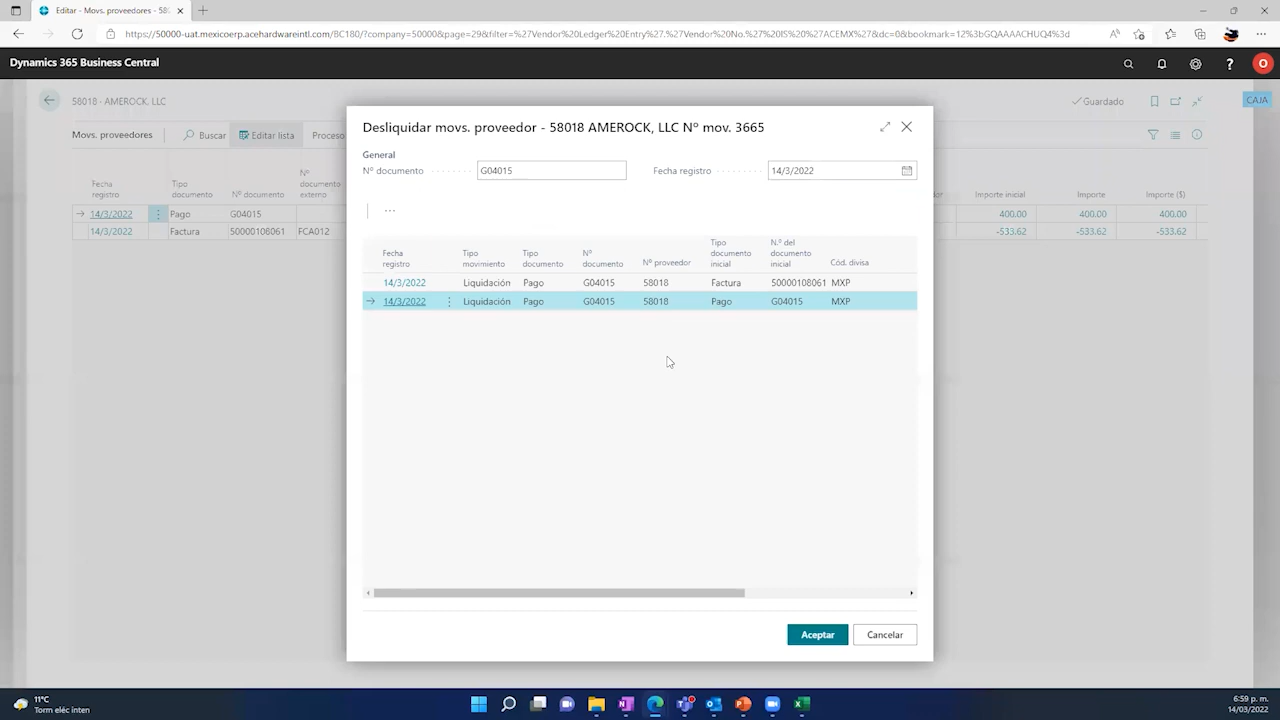 Editar - Movs. proveedores - 580
https://50000-uat.mexicoerp.acehardwareintl.com/BC180/?company=50000&page=29&filter=%27Vendor%20Ledger%20Entry%27.%27Vendor%20No.%27%20IS%20%27ACEMX%27&dc=0&bookmark=12%3bGQAAAACHUQ4%3d
Dynamics 365 Business Central
58018 - AMEROCK, LLC
Guardado
CAJA
Movs. proveedores
Buscar
Editar lista
Proceso
Fecha registro
Tipo documento
Nº documento
Nº documento externo
Importe inicial
Importe
Importe ($)
14/3/2022 Pago G04015 400.00 400.00 400.00
14/3/2022 Factura 50000108061 FCA012 -533.62 -533.62 -533.62
Desliquidar movs. proveedor - 58018 AMEROCK, LLC Nº mov. 3665
General
Nº documento G04015 Fecha registro 14/3/2022
...
Fecha registro
Tipo movimiento
Tipo documento
Nº documento
Nº proveedor
Tipo documento inicial
N.º del documento inicial
Cód. divisa
14/3/2022 Liquidación Pago G04015 58018 Factura 50000108061 MXP
14/3/2022 Liquidación Pago G04015 58018 Pago G04015 MXP
Aceptar
Cancelar
11°C
Torm eléc inten
6:59 p. m.
14/03/2022